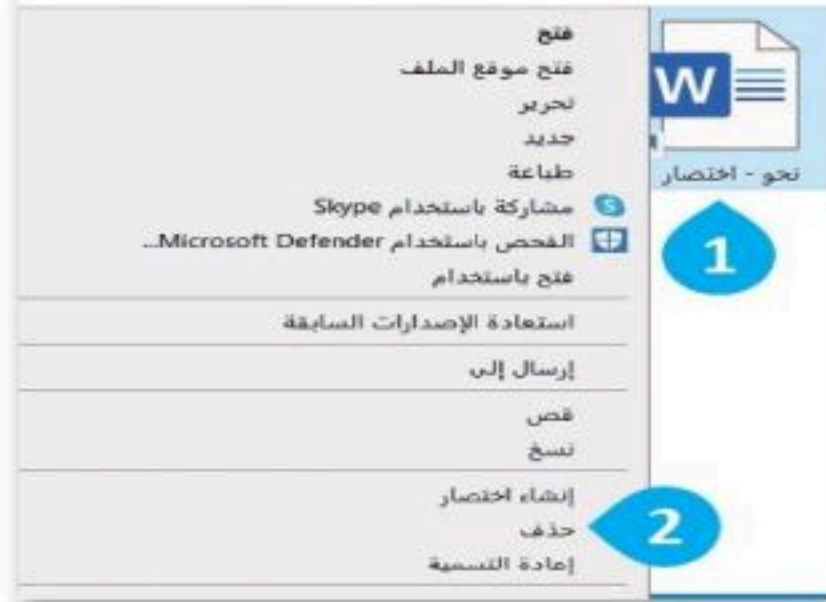 فتح
فتح موقع الملف
تحرير
جديد
طباعة
مشاركة باستخدام Skype
الفحص باستخدام Microsoft Defender...
فتح باستخدام
استعادة الإصدارات السابقة
إرسال إلى
قص
نسخ
إنشاء اختصار
حذف
إعادة التسمية
W
نحو - اختصار
1
2